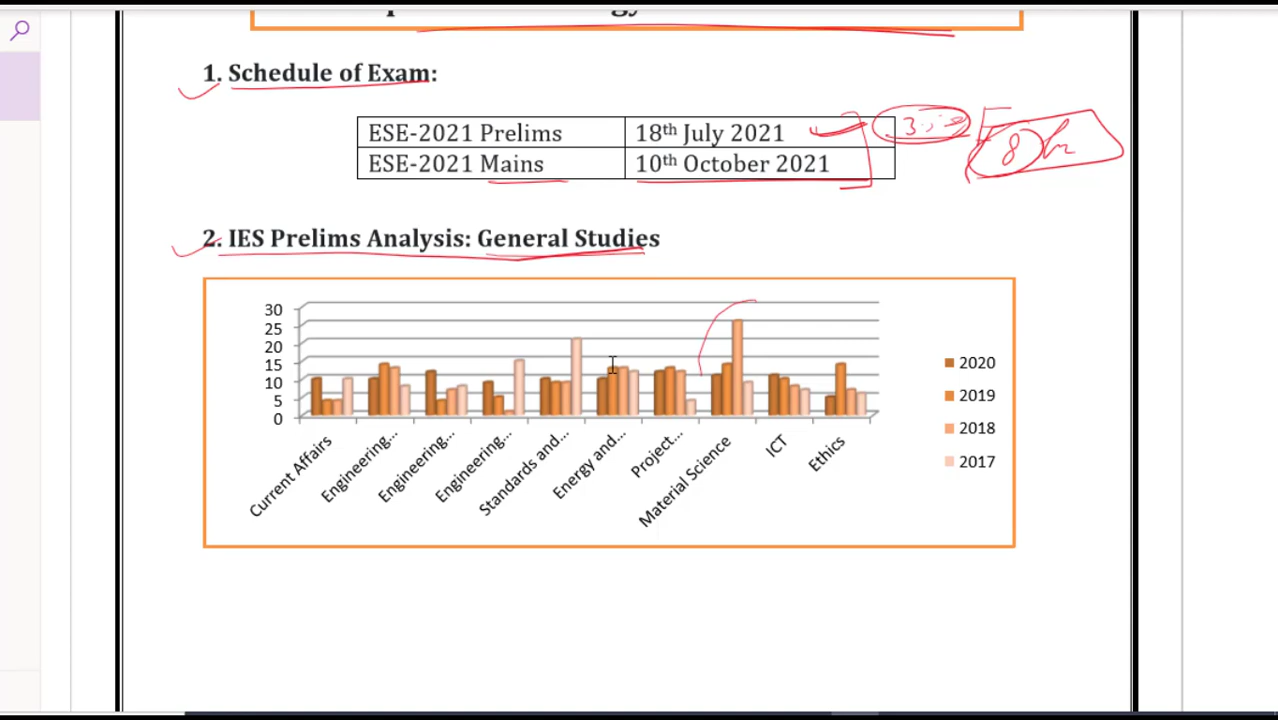 1. Schedule of Exam:
ESE-2021 Prelims 18th July 2021
ESE-2021 Mains 10th October 2021
8 hr
2. IES Prelims Analysis: General Studies
30
25
20
15
10
5
0
2020
2019
2018
2017
Current Affairs
Engineering...
Engineering...
Engineering...
Standards and...
Energy and...
Project...
Material Science
ICT
Ethics